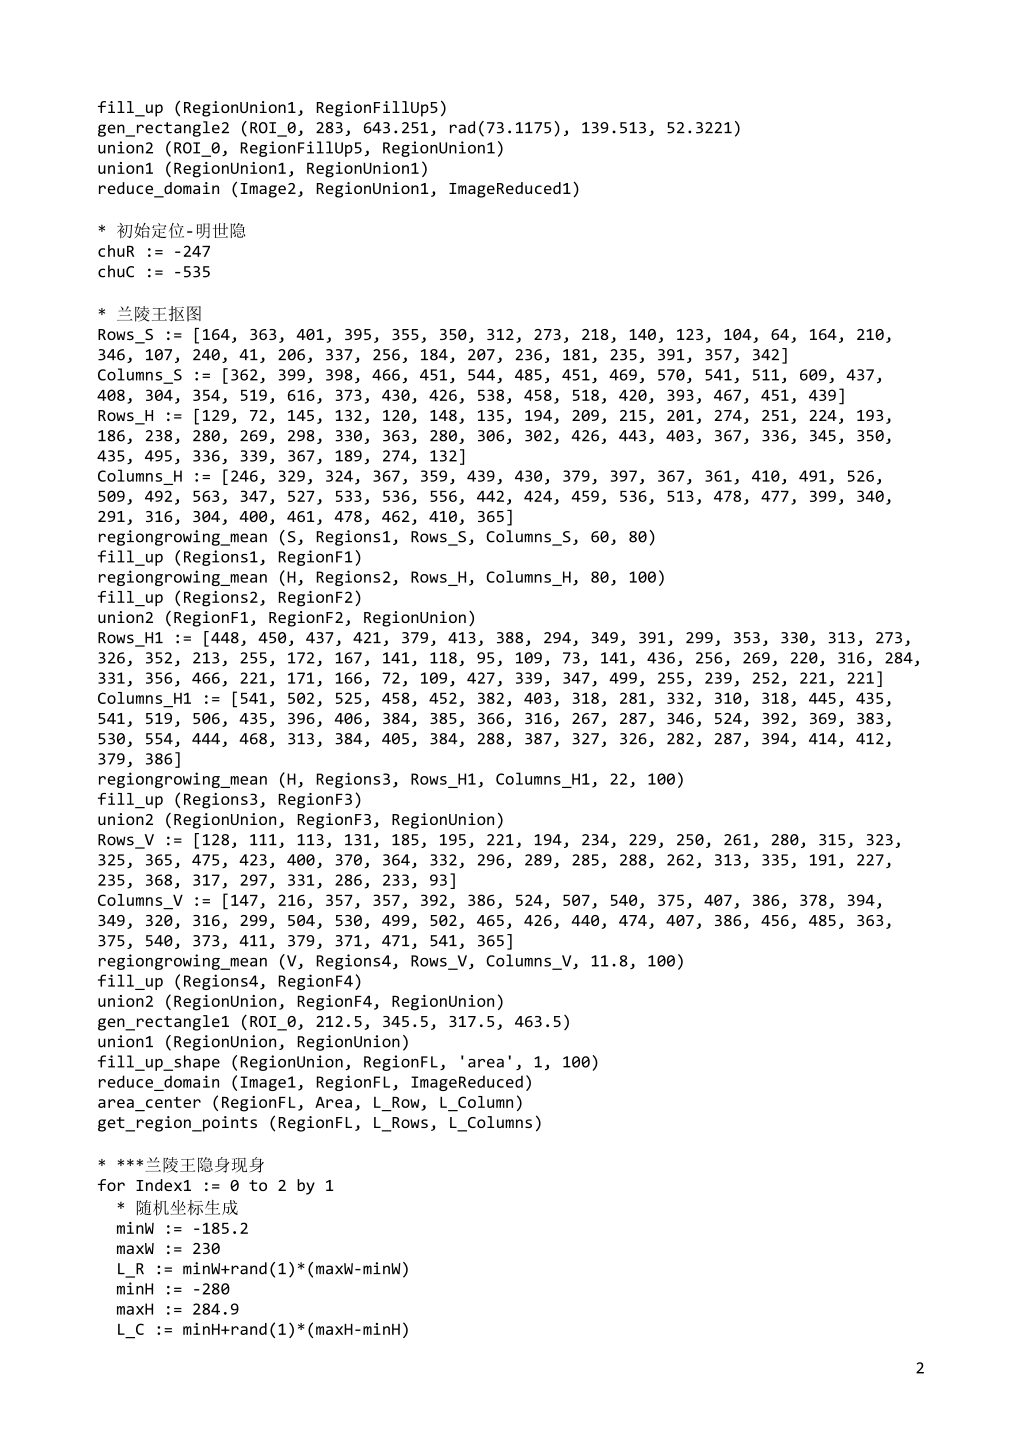 fill_up (RegionUnion1, RegionFillUp5)
gen_rectangle2 (ROI_0, 283, 643.251, rad(73.1175), 139.513, 52.3221)
union2 (ROI_0, RegionFillUp5, RegionUnion1)
union1 (RegionUnion1, RegionUnion1)
reduce_domain (Image2, RegionUnion1, ImageReduced1)
* 初始定位-明世隐
chuR := -247
chuC := -535
* 兰陵王抠图
Rows_S := [164, 363, 401, 395, 355, 350, 312, 273, 218, 140, 123, 104, 64, 164, 210,
346, 107, 240, 41, 206, 337, 256, 184, 207, 236, 181, 235, 391, 357, 342]
Columns_S := [362, 399, 398, 466, 451, 544, 485, 451, 469, 570, 541, 511, 609, 437,
408, 304, 354, 519, 616, 373, 430, 426, 538, 458, 518, 420, 393, 467, 451, 439]
Rows_H := [129, 72, 145, 132, 120, 148, 135, 194, 209, 215, 201, 274, 251, 224, 193,
186, 238, 280, 269, 298, 330, 363, 280, 306, 302, 426, 443, 403, 367, 336, 345, 350,
435, 495, 336, 339, 367, 189, 274, 132]
Columns_H := [246, 329, 324, 367, 359, 439, 430, 379, 397, 367, 361, 410, 491, 526,
509, 492, 563, 347, 527, 533, 536, 556, 442, 424, 459, 536, 513, 478, 477, 399, 340,
291, 316, 304, 400, 461, 478, 462, 410, 365]
regiongrowing_mean (S, Regions1, Rows_S, Columns_S, 60, 80)
fill_up (Regions1, RegionF1)
regiongrowing_mean (H, Regions2, Rows_H, Columns_H, 80, 100)
fill_up (Regions2, RegionF2)
union2 (RegionF1, RegionF2, RegionUnion)
Rows_H1 := [448, 450, 437, 421, 379, 413, 388, 294, 349, 391, 299, 353, 330, 313, 273,
326, 352, 213, 255, 172, 167, 141, 118, 95, 109, 73, 141, 436, 256, 269, 220, 316, 284,
331, 356, 466, 221, 171, 166, 72, 109, 427, 339, 347, 499, 255, 239, 252, 221, 221]
Columns_H1 := [541, 502, 525, 458, 452, 382, 403, 318, 281, 332, 310, 318, 445, 435,
541, 519, 506, 435, 396, 406, 384, 385, 366, 316, 267, 287, 346, 524, 392, 369, 383,
530, 554, 444, 468, 313, 384, 405, 384, 288, 387, 327, 326, 282, 287, 394, 414, 412,
379, 386]
regiongrowing_mean (H, Regions3, Rows_H1, Columns_H1, 22, 100)
fill_up (Regions3, RegionF3)
union2 (RegionUnion, RegionF3, RegionUnion)
Rows_V := [128, 111, 113, 131, 185, 195, 221, 194, 234, 229, 250, 261, 280, 315, 323,
325, 365, 475, 423, 400, 370, 364, 332, 296, 289, 285, 288, 262, 313, 335, 191, 227,
235, 368, 317, 297, 331, 286, 233, 93]
Columns_V := [147, 216, 357, 357, 392, 386, 524, 507, 540, 375, 407, 386, 378, 394,
349, 320, 316, 299, 504, 530, 499, 502, 465, 426, 440, 474, 407, 386, 456, 485, 363,
375, 540, 373, 411, 379, 371, 471, 541, 365]
regiongrowing_mean (V, Regions4, Rows_V, Columns_V, 11.8, 100)
fill_up (Regions4, RegionF4)
union2 (RegionUnion, RegionF4, RegionUnion)
gen_rectangle1 (ROI_0, 212.5, 345.5, 317.5, 463.5)
union1 (RegionUnion, RegionUnion)
fill_up_shape (RegionUnion, RegionFL, 'area', 1, 100)
reduce_domain (Image1, RegionFL, ImageReduced)
area_center (RegionFL, Area, L_Row, L_Column)
get_region_points (RegionFL, L_Rows, L_Columns)
* ***兰陵王隐身现身
for Index1 := 0 to 2 by 1
* 随机坐标生成
minW := -185.2
maxW := 230
L_R := minW+rand(1)*(maxW-minW)
minH := -280
maxH := 284.9
L_C := minH+rand(1)*(maxH-minH)
2